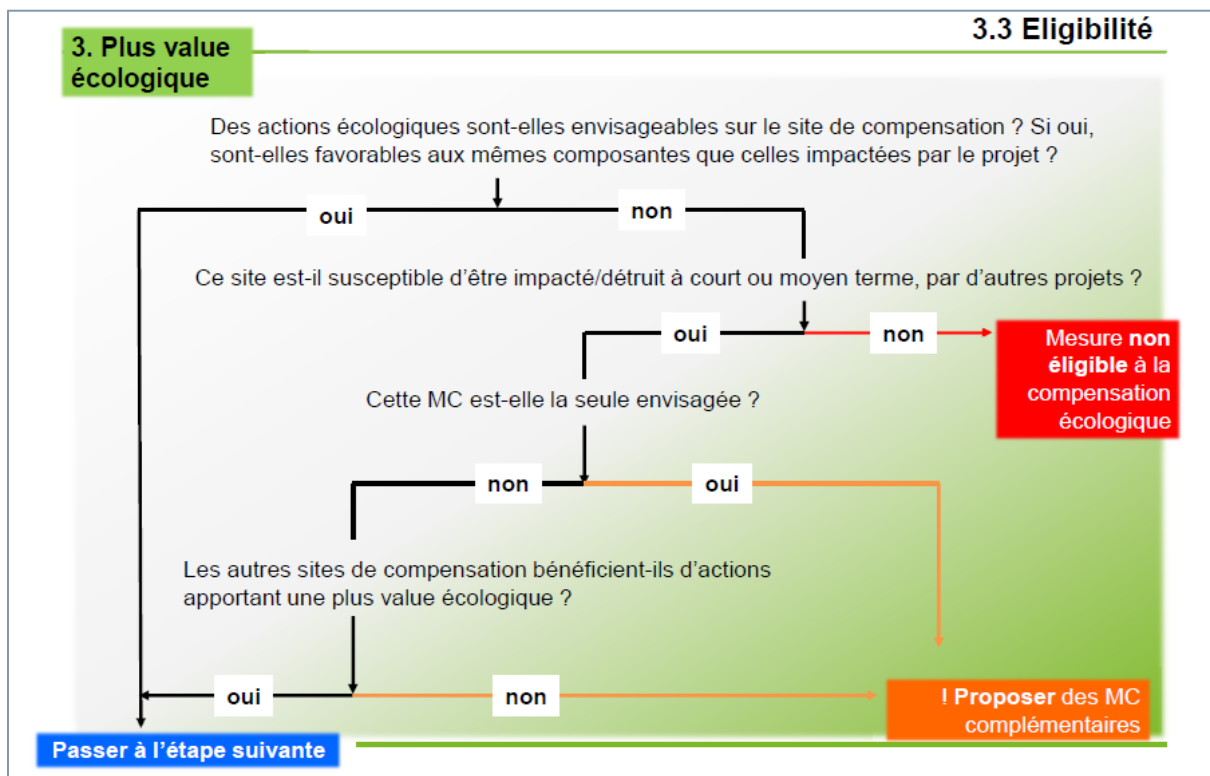 3. Plus value
écologique
3.3 Eligibilité
Des actions écologiques sont-elles envisageables sur le site de compensation ? Si oui,
sont-elles favorables aux mêmes composantes que celles impactées par le projet ?
oui
non
Ce site est-il susceptible d'être impacté/détruit à court ou moyen terme, par d'autres projets ?
oui
non
Mesure non
éligible à la
compensation
écologique
Cette MC est-elle la seule envisagée ?
non
oui
Les autres sites de compensation bénéficient-ils d'actions
apportant une plus value écologique ?
oui
non
! Proposer des MC
complémentaires
Passer à l'étape suivante